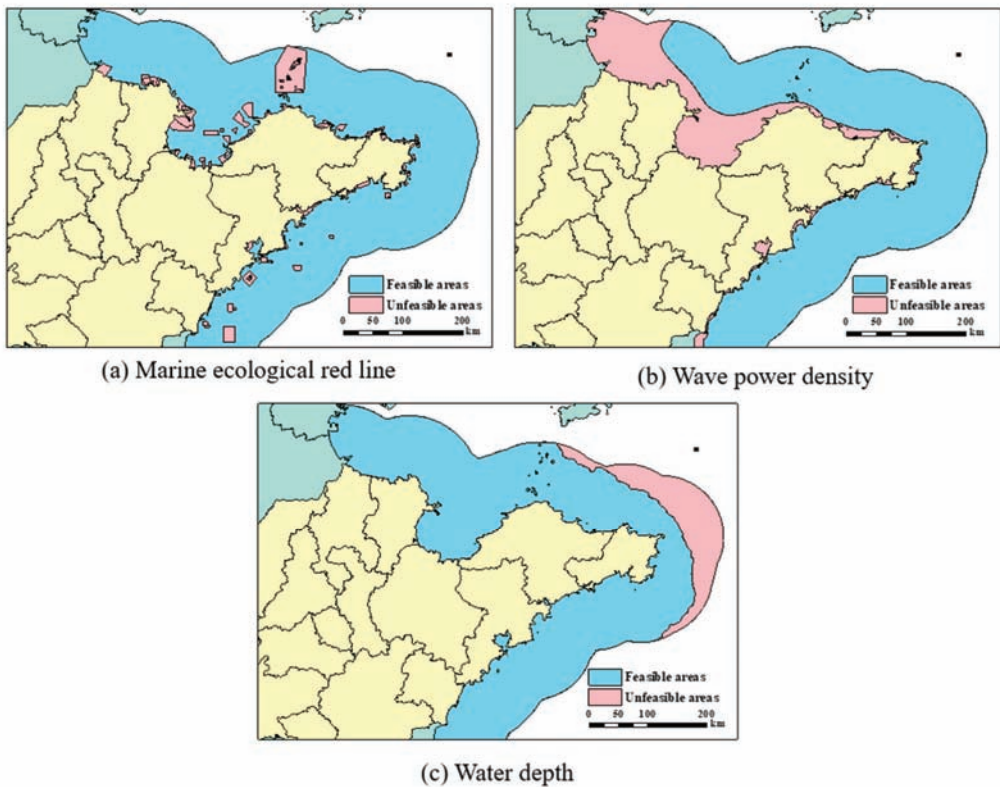 Feasible areas
Unfeasible areas
0 50 100 200
km
(a) Marine ecological red line
Feasible areas
Unfeasible areas
0 50 100 200
km
(b) Wave power density
Feasible areas
Unfeasible areas
0 50 100 200
km
(c) Water depth